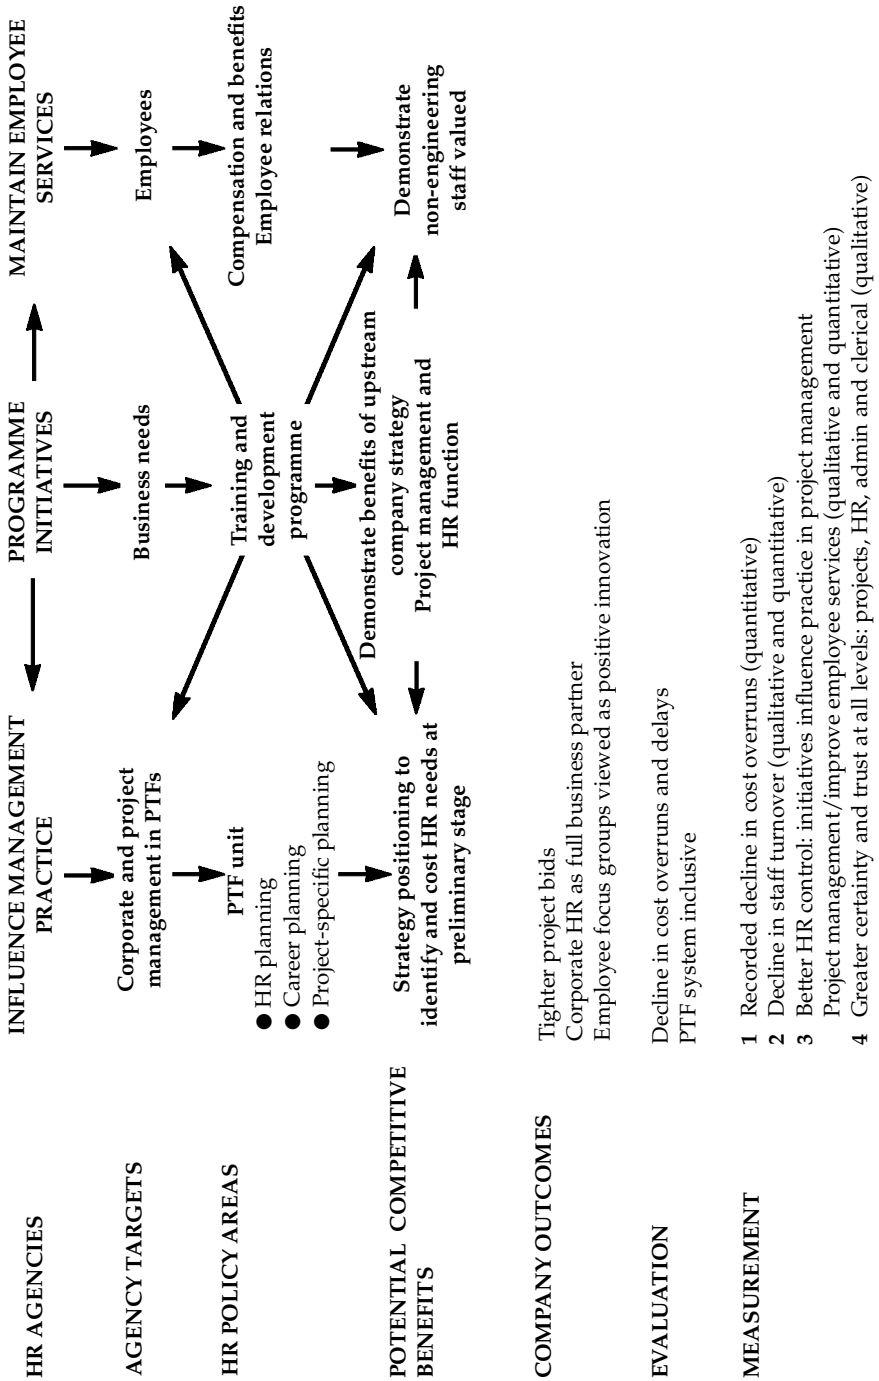 HR AGENCIES
INFLUENCE MANAGEMENT
PRACTICE
PROGRAMME
INITIATIVES
MAINTAIN EMPLOYEE
SERVICES
AGENCY TARGETS
Corporate and project
management in PTFs
Business needs
Employees
HR POLICY AREAS
PTF unit
● HR planning
● Career planning
● Project-specific planning
Training and
development
programme
Compensation and benefits
Employee relations
POTENTIAL COMPETITIVE
BENEFITS
Strategy positioning to
identify and cost HR needs at
preliminary stage
Demonstrate benefits of upstream
company strategy
Project management and
HR function
Demonstrate
non-engineering
staff valued
COMPANY OUTCOMES
Tighter project bids
Corporate HR as full business partner
Employee focus groups viewed as positive innovation
EVALUATION
Decline in cost overruns and delays
PTF system inclusive
MEASUREMENT
1 Recorded decline in cost overruns (quantitative)
2 Decline in staff turnover (qualitative and quantitative)
3 Better HR control: initiatives influence practice in project management
Project management/improve employee services (qualitative and quantitative)
4 Greater certainty and trust at all levels: projects, HR, admin and clerical (qualitative)